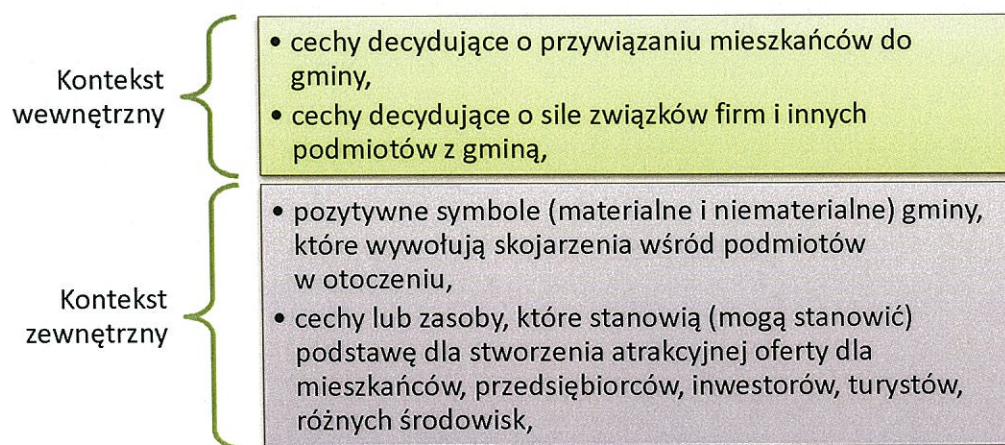 Kontekst
wewnętrzny
• cechy decydujące o przywiązaniu mieszkańców do
gminy,
• cechy decydujące o sile związków firm i innych
podmiotów z gminą,
Kontekst
zewnętrzny
• pozytywne symbole (materialne i niematerialne) gminy,
które wywołują skojarzenia wśród podmiotów
w otoczeniu,
• cechy lub zasoby, które stanowią (mogą stanowić)
podstawę dla stworzenia atrakcyjnej oferty dla
mieszkańców, przedsiębiorców, inwestorów, turystów,
różnych środowisk,